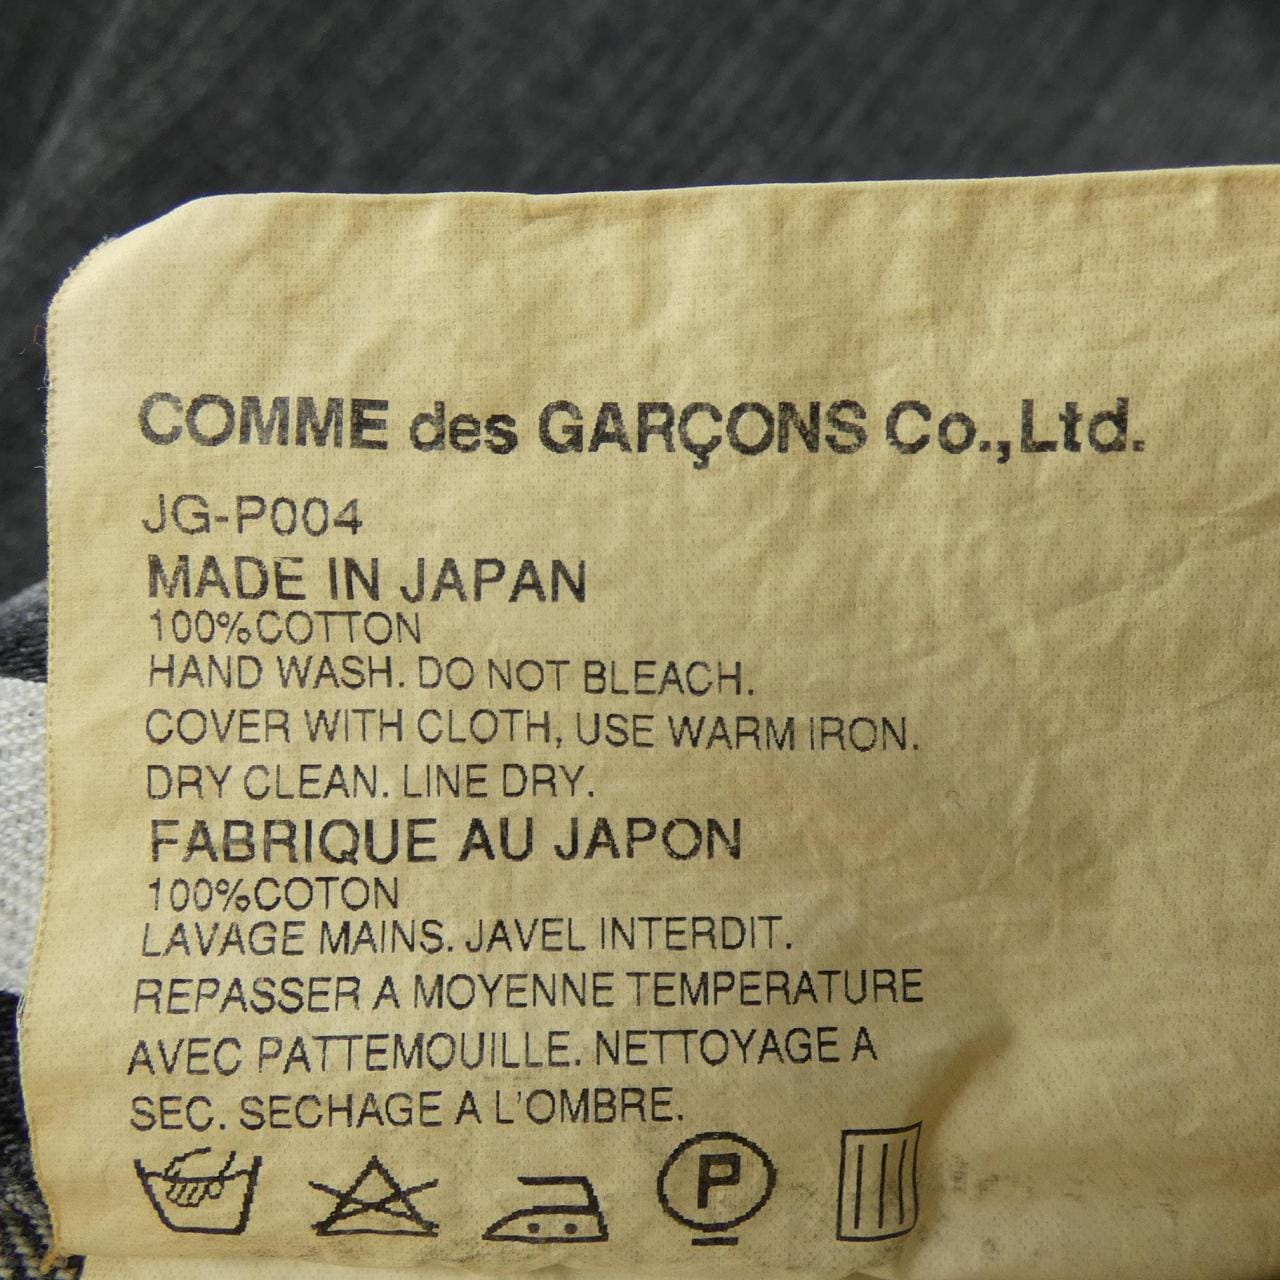 COMME des GARÇONS Co.,Ltd.
JG-P004
MADE IN JAPAN
100%COTTON
HAND WASH. DO NOT BLEACH.
COVER WITH CLOTH, USE WARM IRON.
DRY CLEAN. LINE DRY.
FABRIQUE AU JAPON
100%COTON
LAVAGE MAINS. JAVEL INTERDIT.
REPASSER A MOYENNE TEMPERATURE
AVEC PATTEMOUILLE. NETTOYAGE A
SEC. SECHAGE A L'OMBRE.
P